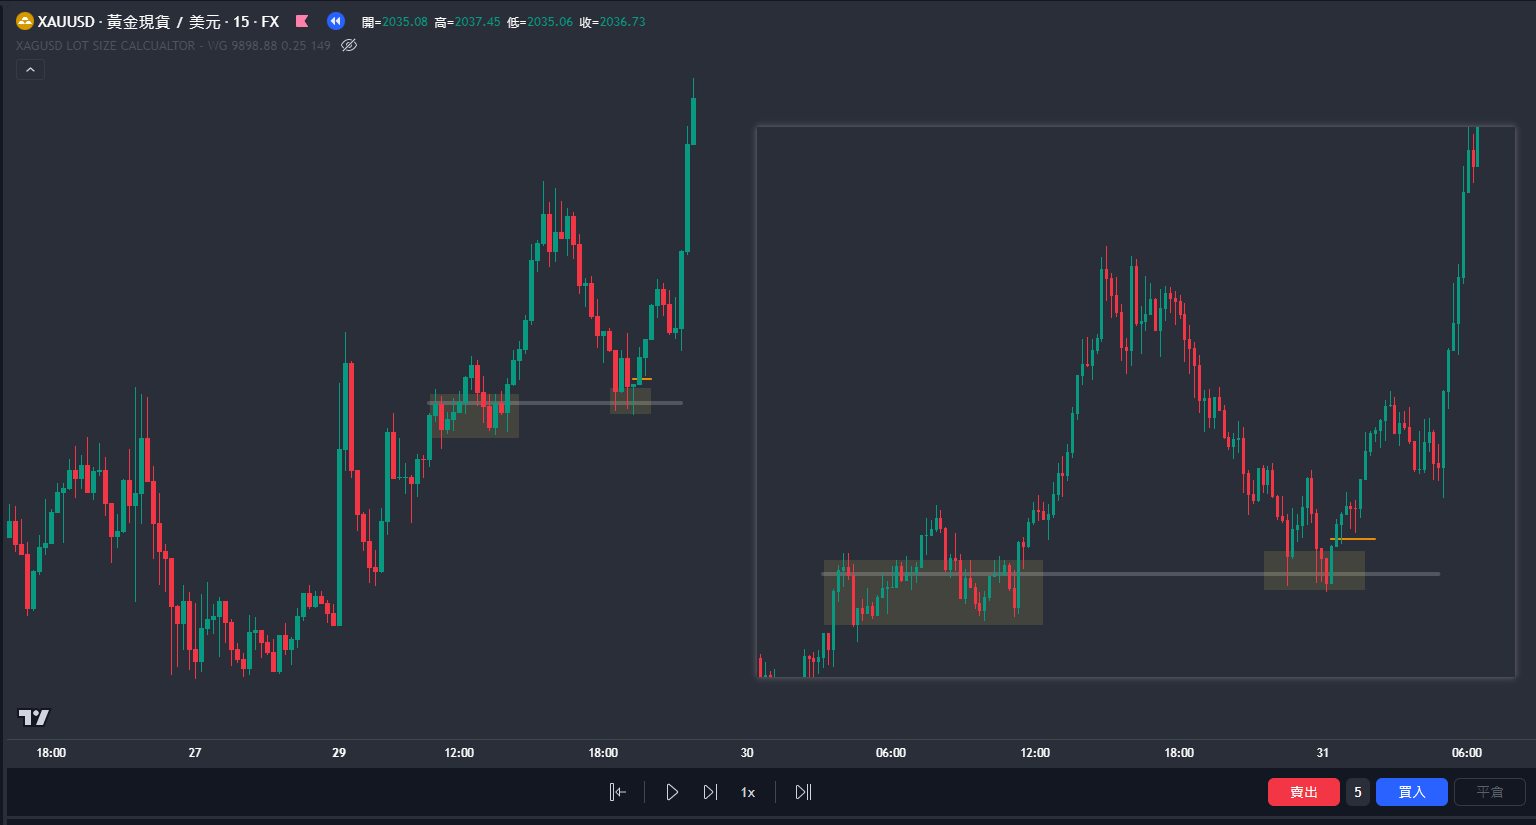 XAUUSD · 黃金現貨 / 美元 · 15 · FX 開=2035.08 高=2037.45 低=2035.06 收=2036.73
XAGUSD LOT SIZE CALCUALTOR - \/\/G 9898.88 0.25 149
18:00 27 29 12:00 18:00 30 06:00 12:00 18:00 31 06:00
1x 賣出 5 買入 平倉